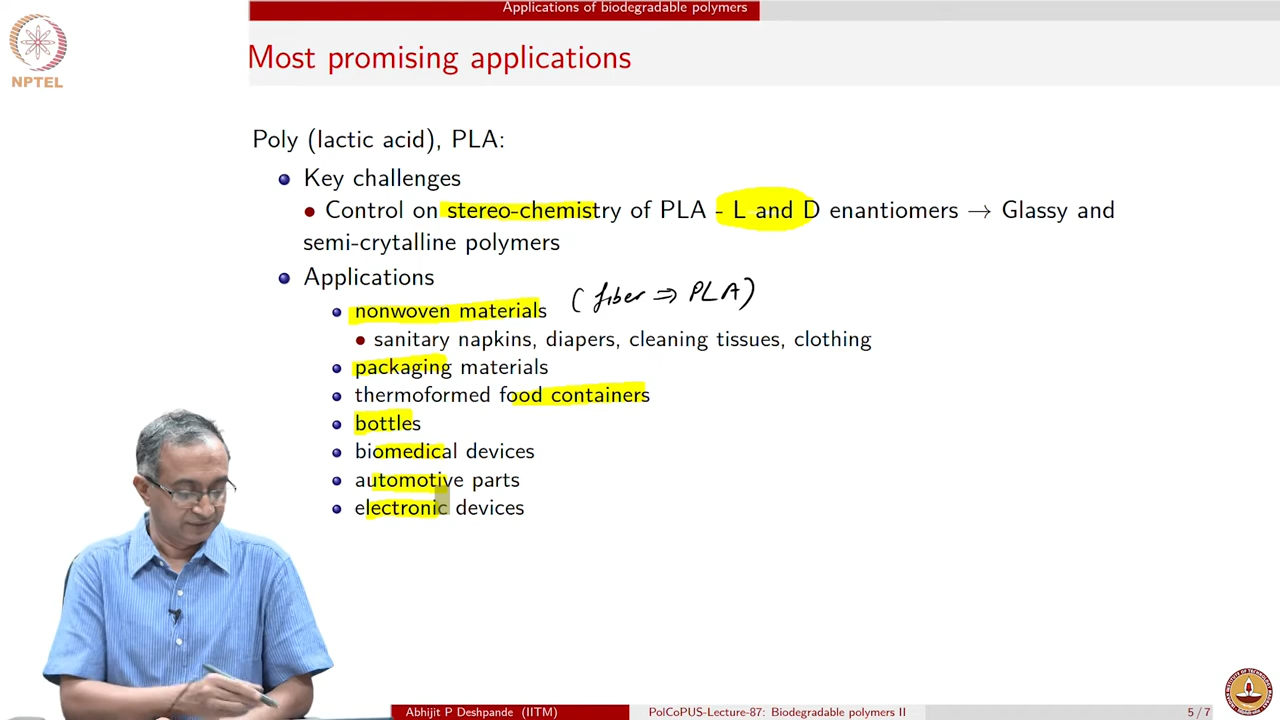 Applications of biodegradable polymers
NPTEL
Most promising applications
Poly (lactic acid), PLA:
Key challenges
Control on stereo-chemistry of PLA - L and D enantiomers → Glassy and
semi-crytalline polymers
Applications
nonwoven materials (fiber ⇒ PLA)
sanitary napkins, diapers, cleaning tissues, clothing
packaging materials
thermoformed food containers
bottles
biomedical devices
automotive parts
electronic devices
Abhijit P Deshpande (IITM) PolCoPUS-Lecture-87: Biodegradable polymers II 5 / 7